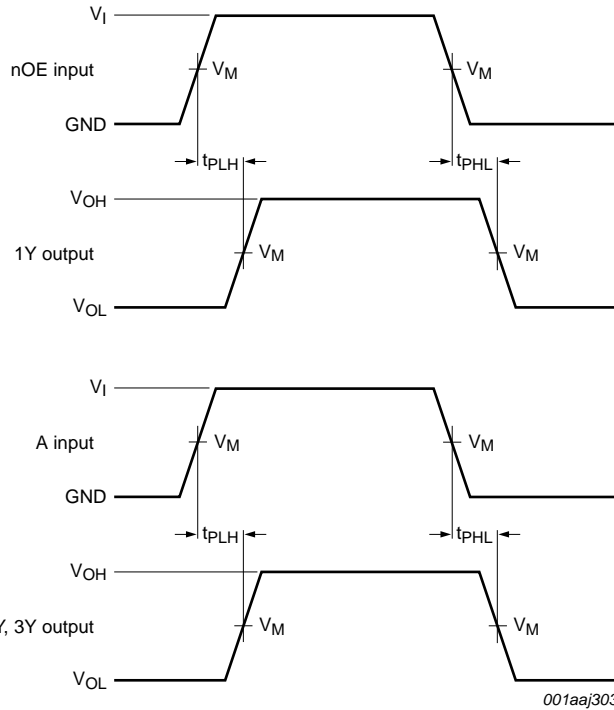 VI
nOE input
VM
VM
GND
tPLH
tPHL
VOH
1Y output
VM
VM
VOL
VI
A input
VM
VM
GND
tPLH
tPHL
VOH
, 3Y output
VM
VM
VOL
001aaj303